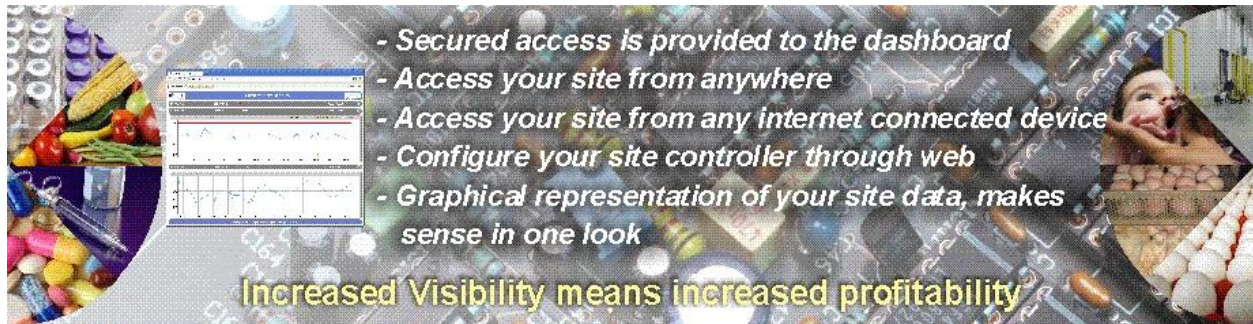 - Secured access is provided to the dashboard
- Access your site from anywhere
- Access your site from any internet connected device
- Configure your site controller through web
- Graphical representation of your site data, makes
sense in one look
Increased Visibility means increased profitability